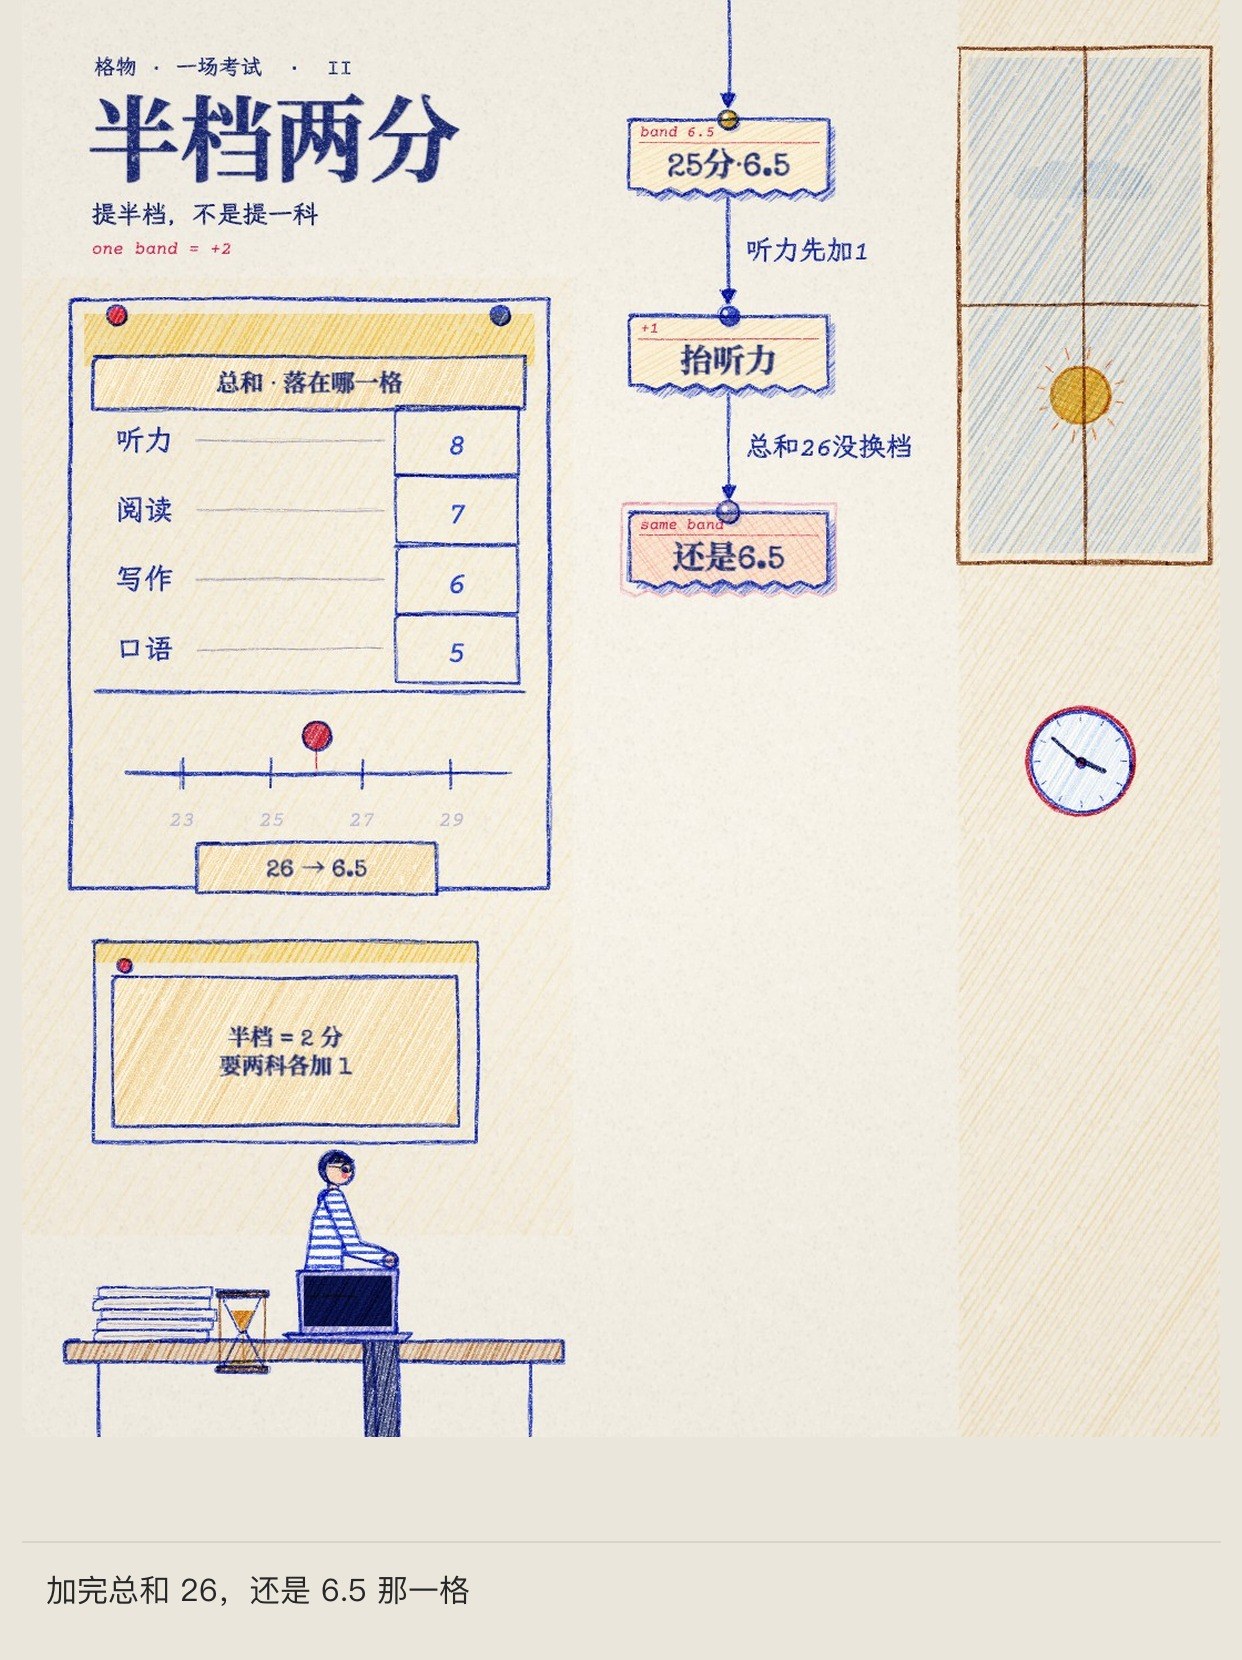 格物 · 一场考试 · II
半档两分
提半档，不是提一科
one band = +2
总和 · 落在哪一格
听力 8
阅读 7
写作 6
口语 5
23 25 27 29
26 → 6.5
半档 = 2 分
要两科各加 1
band 6.5
25分·6.5
听力先加1
+1
抬听力
总和26没换档
same band
还是6.5
加完总和 26，还是 6.5 那一格